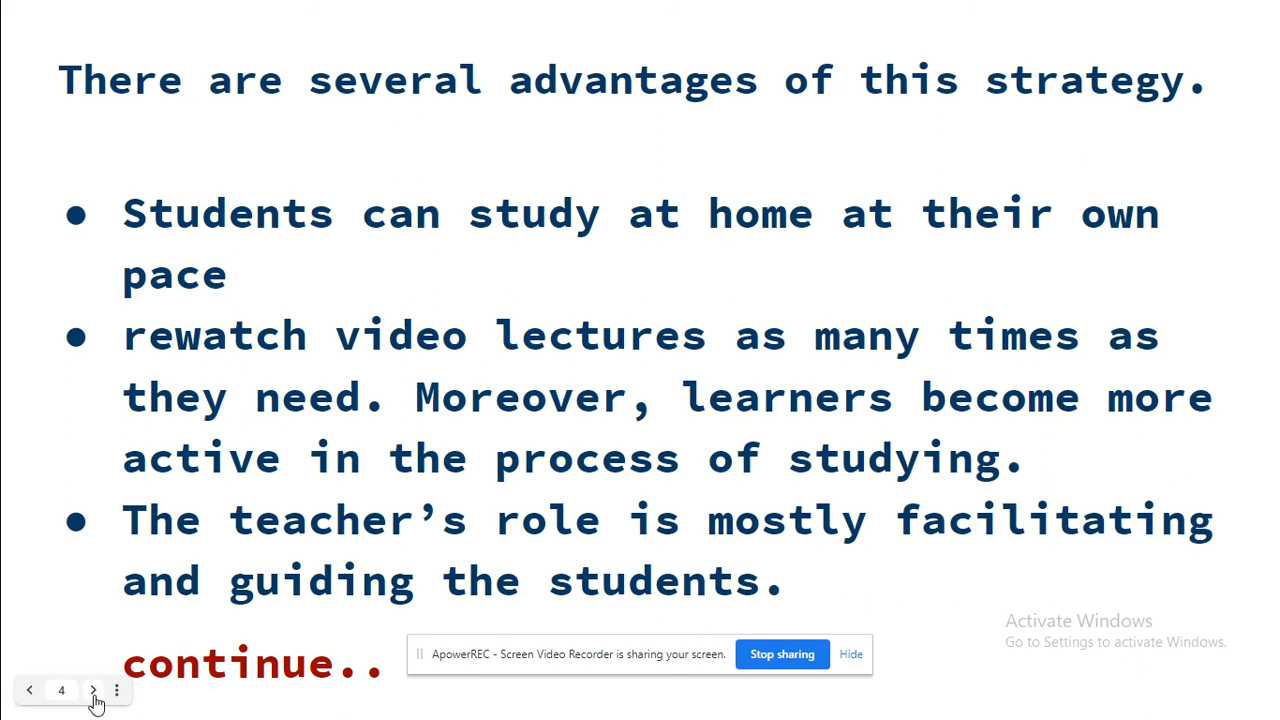 There are several advantages of this strategy.
● Students can study at home at their own
pace
● rewatch video lectures as many times as
they need. Moreover, learners become more
active in the process of studying.
● The teacher’s role is mostly facilitating
and guiding the students.
continue..
ApowerREC - Screen Video Recorder is sharing your screen. Stop sharing Hide
Activate Windows
Go to Settings to activate Windows.
4